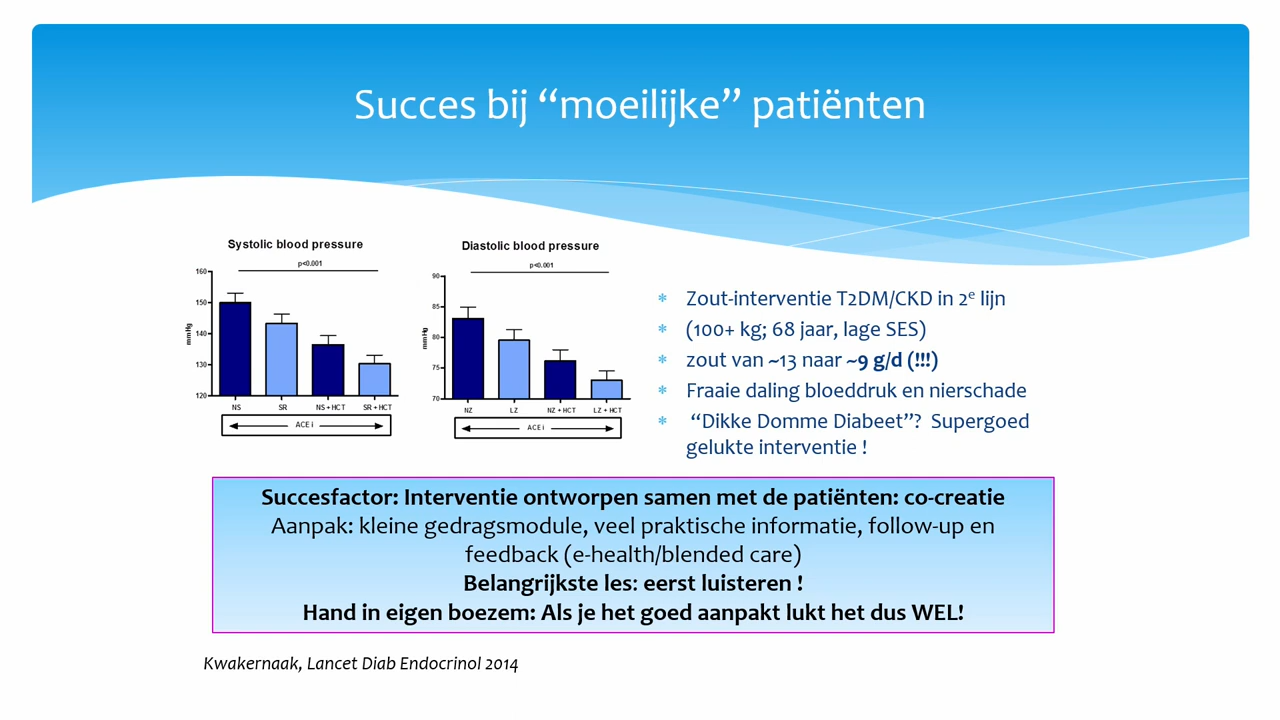 Succes bij “moeilijke” patiënten
Systolic blood pressure
p<0.001
160
150
140
130
120
mmHg
NS
SR
NS + HCT
SR + HCT
ACE i
Diastolic blood pressure
p<0.001
90
85
80
75
70
mmHg
NZ
LZ
NZ + HCT
LZ + HCT
ACE i
Zout-interventie T2DM/CKD in 2e lijn
(100+ kg; 68 jaar, lage SES)
zout van ~13 naar ~9 g/d (!!!)
Fraaie daling bloeddruk en nierschade
“Dikke Domme Diabeet”? Supergoed
gelukte interventie !
Succesfactor: Interventie ontworpen samen met de patiënten: co-creatie
Aanpak: kleine gedragsmodule, veel praktische informatie, follow-up en
feedback (e-health/blended care)
Belangrijkste les: eerst luisteren !
Hand in eigen boezem: Als je het goed aanpakt lukt het dus WEL!
Kwakernaak, Lancet Diab Endocrinol 2014